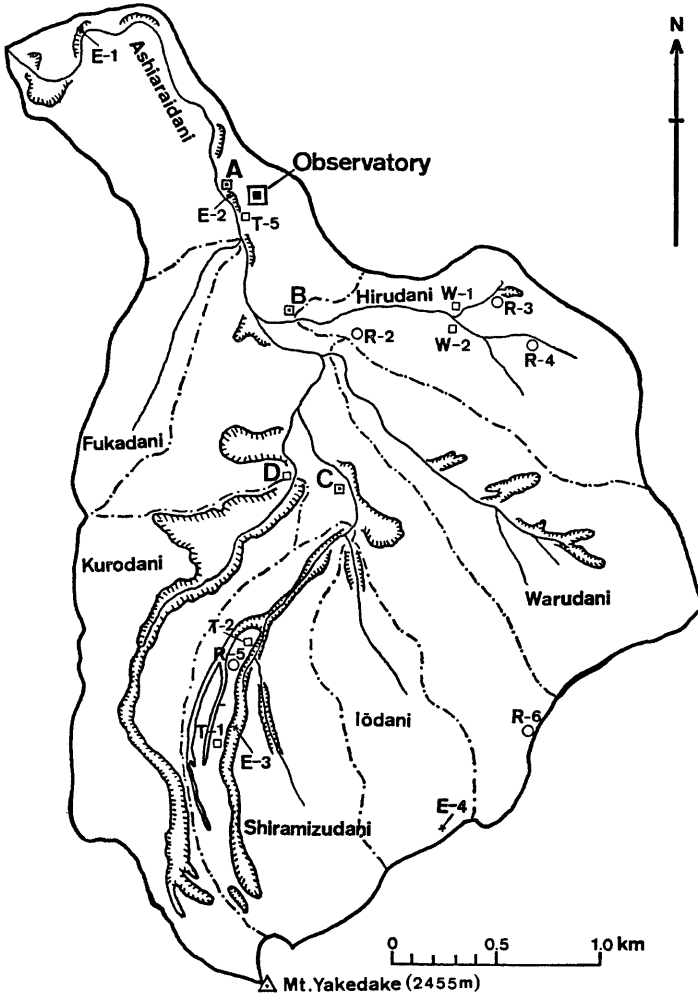 N
E-1
Ashiaraidani
A
Observatory
E-2
T-5
B
Hirudani
W-1
R-3
R-2
W-2
R-4
Fukadani
D
C
Kurodani
Warudani
T-2
R-5
Iōdani
R-6
T-1
E-3
E-4
Shiramizudani
0 0.5 1.0 km
Mt. Yakedake (2455m)